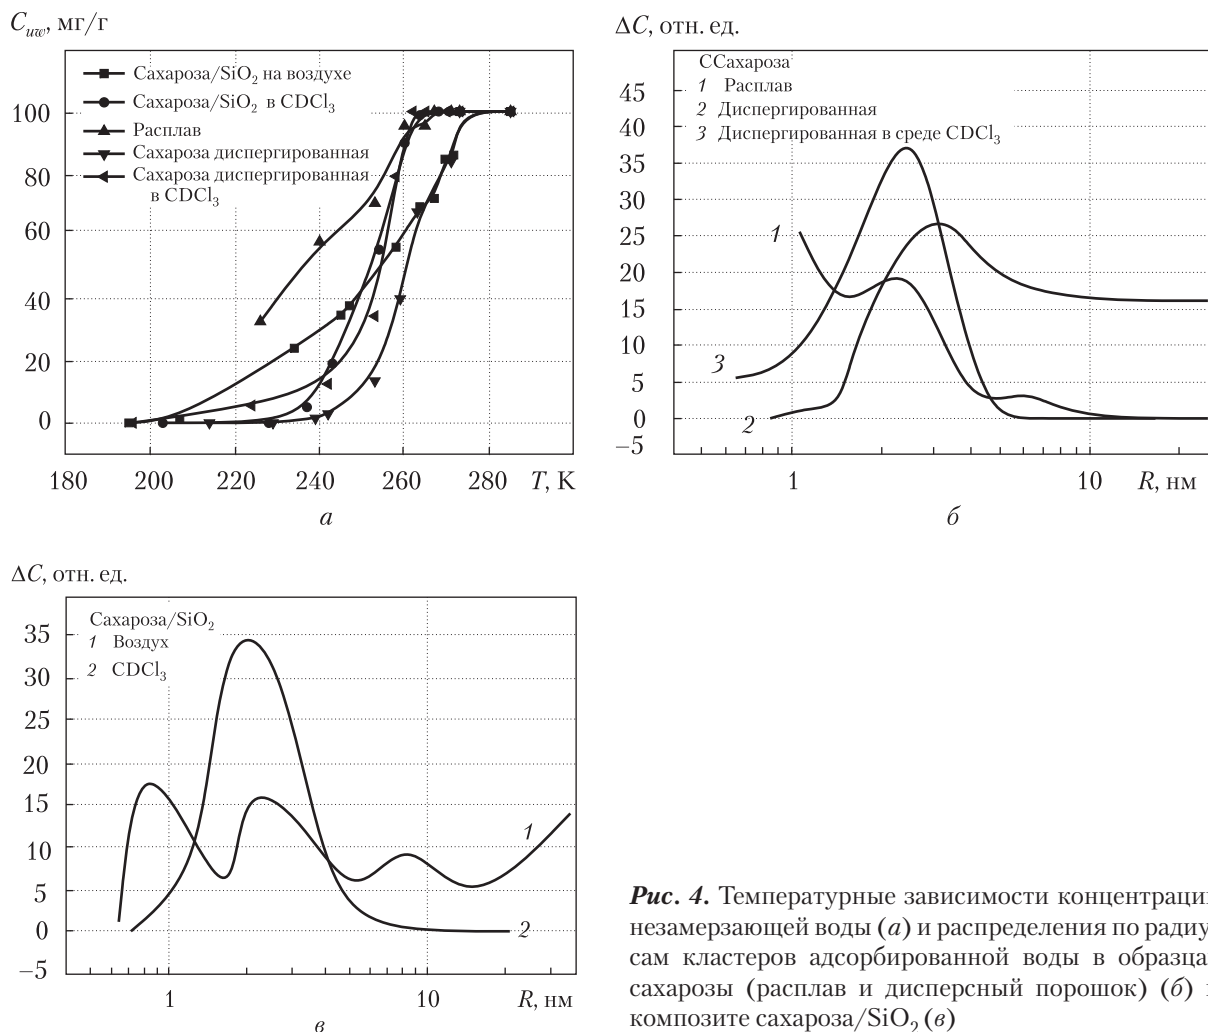 C_uw, мг/г
100
80
60
40
20
0
Сахароза/SiO₂ на воздухе
Сахароза/SiO₂ в CDCl₃
Расплав
Сахароза диспергированная
Сахароза диспергированная
в CDCl₃
180 200 220 240 260 280 T, К
а
ΔC, отн. ед.
45
40
35
30
25
20
15
10
5
0
−5
ССахароза
1 Расплав
2 Диспергированная
3 Диспергированная в среде CDCl₃
1
3
2
1 10 R, нм
б
ΔC, отн. ед.
35
30
25
20
15
10
5
0
−5
Сахароза/SiO₂
1 Воздух
2 CDCl₃
1
2
1 10 R, нм
в
Рис. 4. Температурные зависимости концентраци
незамерзающей воды (а) и распределения по радиу
сам кластеров адсорбированной воды в образца
сахарозы (расплав и дисперсный порошок) (б)
композите сахароза/SiO₂ (в)